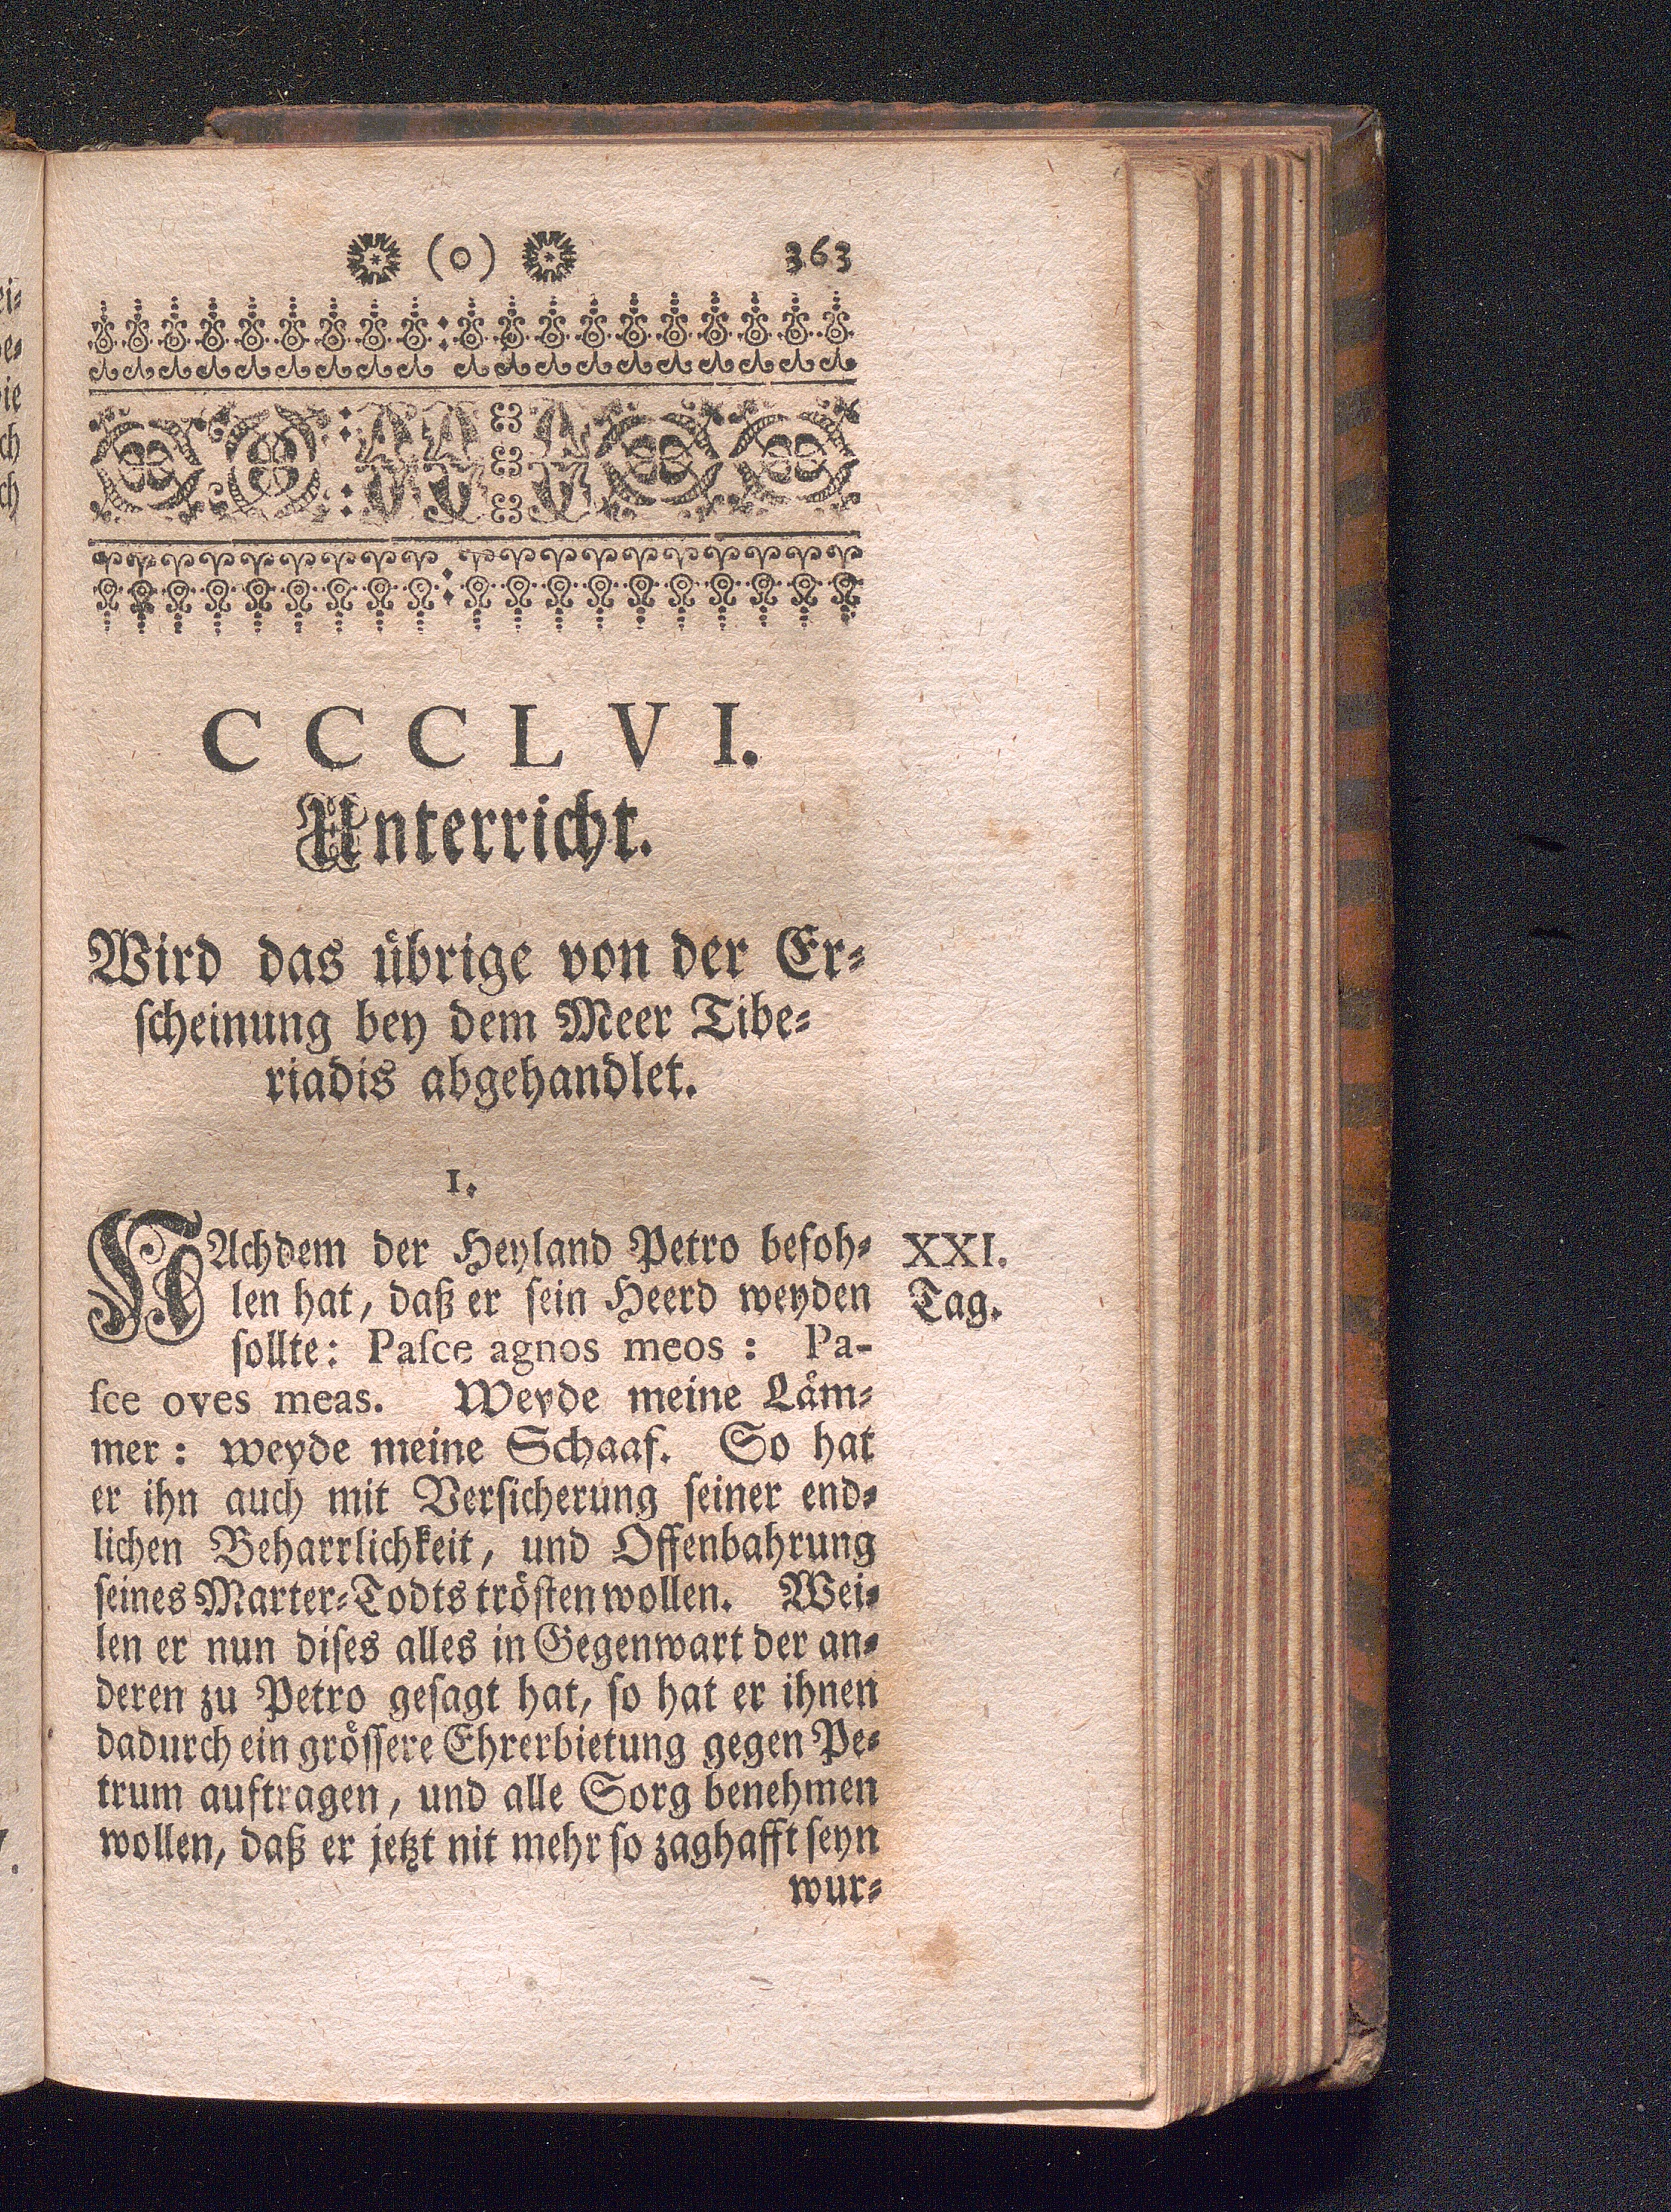 (o) 363
CCCLVI.
Unterricht.
Wird das übrige von der Er-
scheinung bey dem Meer Tibe-
riadis abgehandlet.
1.
NAchdem der Heyland Petro befoh-
len hat, daß er sein Heerd weyden
sollte: Pasce agnos meos: Pa-
sce oves meas. Weyde meine Läm-
mer: weyde meine Schaaf. So hat
er ihn auch mit Versicherung seiner end-
lichen Beharrlichkeit, und Offenbahrung
seines Marter-Todts trösten wollen. Wei-
len er nun dises alles in Gegenwart der an-
deren zu Petro gesagt hat, so hat er ihnen
dadurch ein grössere Ehrerbietung gegen Pe-
trum auftragen, und alle Sorg benehmen
wollen, daß er jetzt nit mehr so zaghafft seyn
wur-
XXI.
Tag.